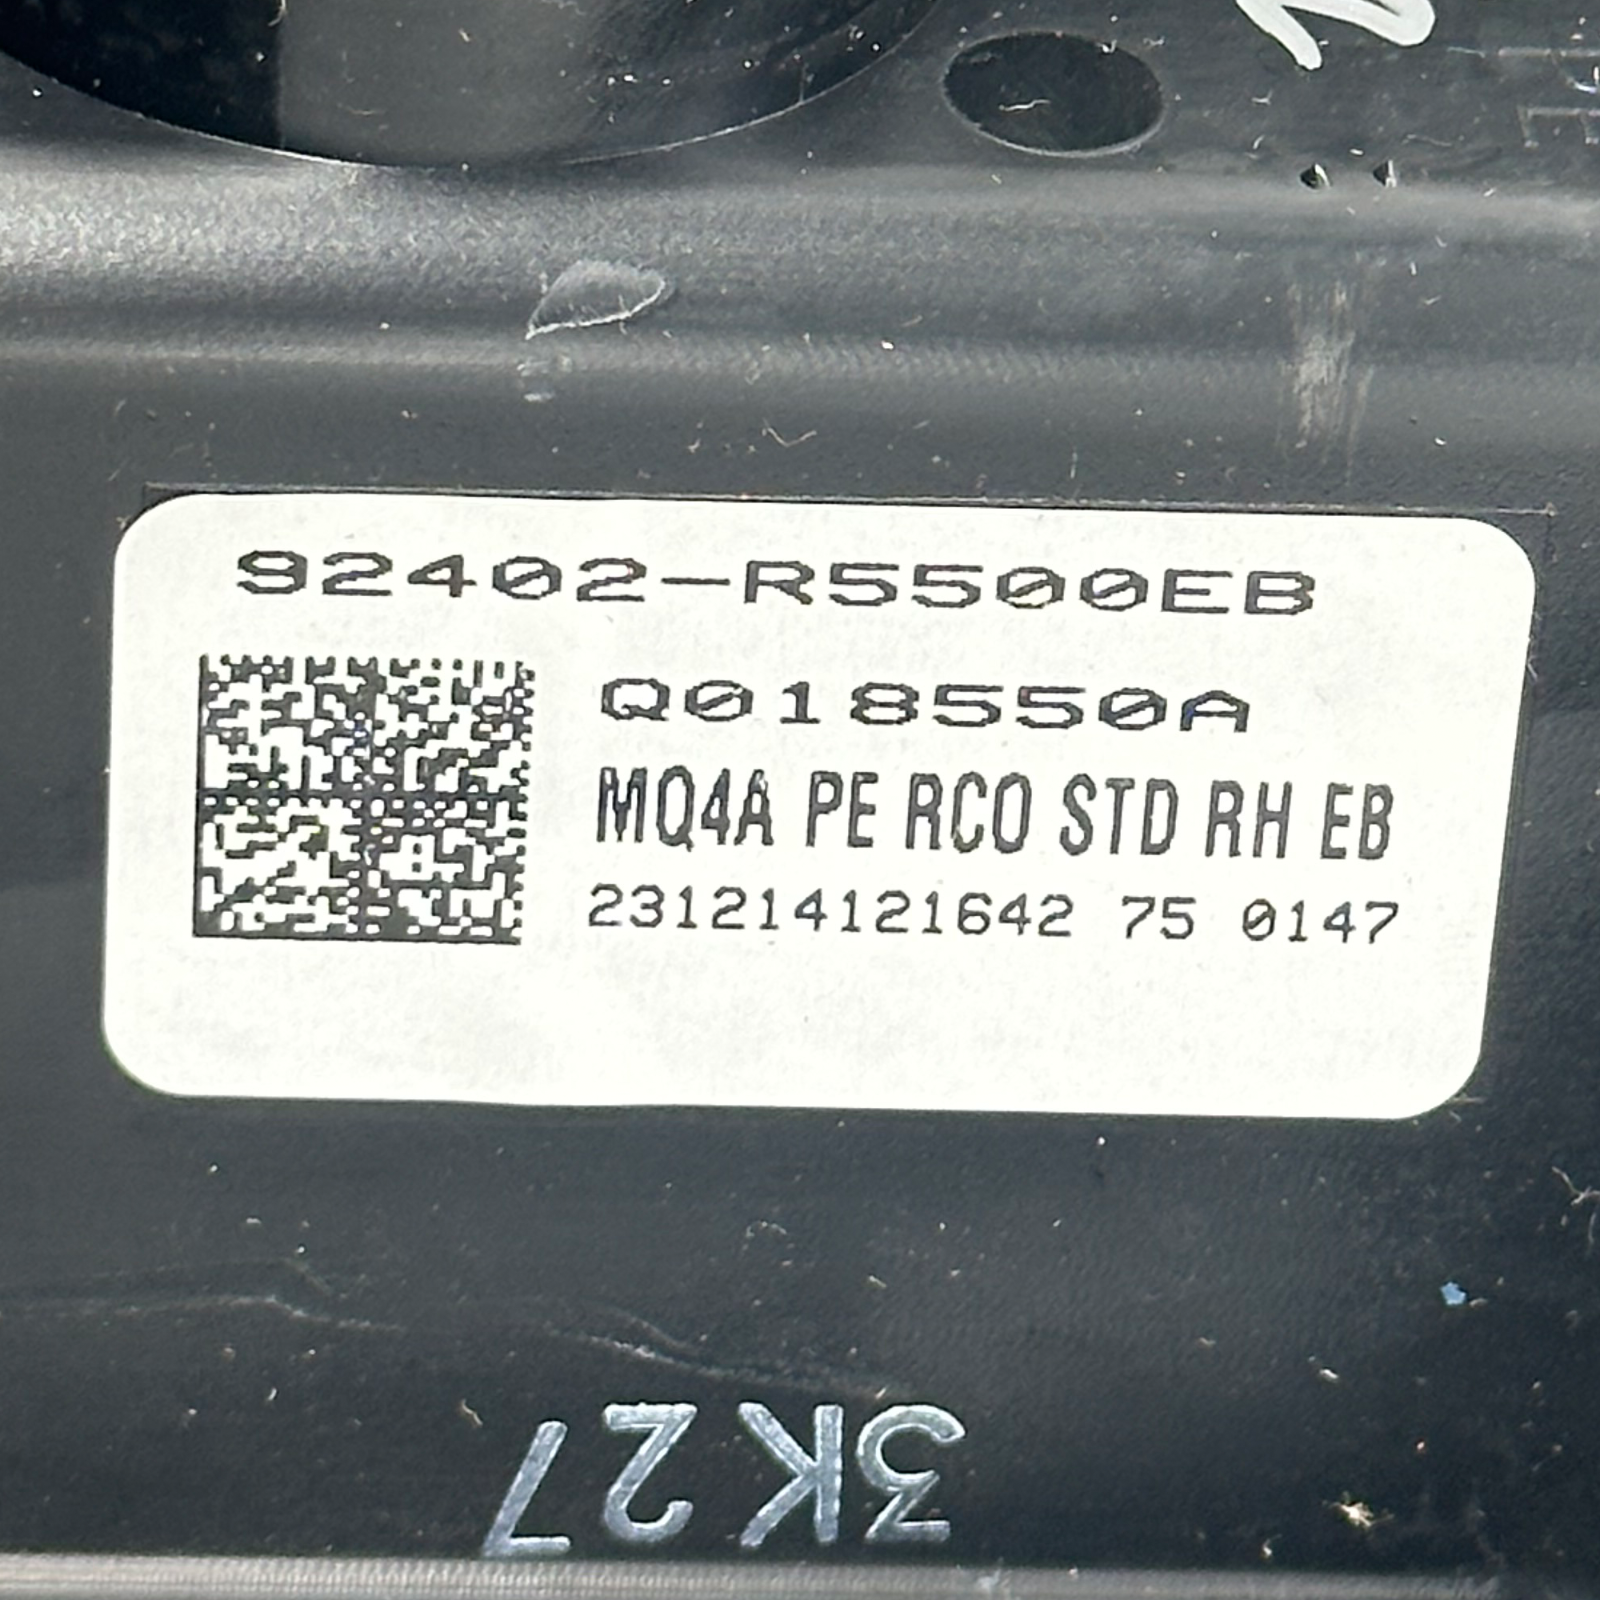 92402-R5500EB
Q018550A
MQ4A PE RCO STD RH EB
231214121642 75 0147
3K27